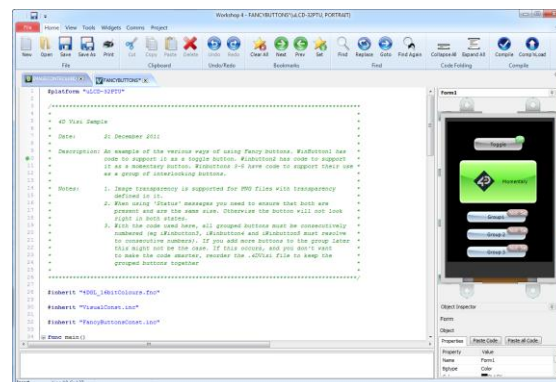 Workshop 4 - FANCYBUTTONS*(uLCD-32PTU, PORTRAIT)
File Home View Tools Widgets Comms Project
New Open Save Save As Print Cut Copy Paste Delete Undo Redo Clear All Next Prev Set Find Replace Goto Find Again Collapse All Expand All Compile Comp'nLoad
File Clipboard Undo/Redo Bookmarks Find Code Folding Compile
FANCYBUTTONS*
#platform "uLCD-32PTU"
4D Visi Sample
Date: 2; December 2011
Description: An example of the various ways of using Fancy buttons. Winbutton1 has
code to support it as a toggle button. Winbutton2 has code to support
it as a momentary button. Winbuttons 3-5 have code to support their use
as a group of interlocking buttons.
Notes: 1. Image transparency is supported for PNG files with transparency
defined in it.
2. When using 'Status' messages you need to ensure that both are
present and are the same size. Otherwise the button will not look
right in both states.
3. With the code used here, all grouped buttons must be consecutively
numbered (eg iWinbutton3, iWinbutton4 and iWinbutton5 must resolve
to consecutive numbers). If you add more buttons to the group later
this might not be the case. If this occurs, and you don't want
to make the code smarter, reorder the .4DVisi file to keep the
grouped buttons together
#inherit "4DGL_16bitColours.fnc"
#inherit "VisualConst.inc"
#inherit "FancyButtonsConst.inc"
func main()
Form1
Toggle
4D Momentary
Group1
Group 2
Group 3
Object Inspector
Form
Object
Properties Paste Code Paste all Code
Property Value
Name Form1
Bgtype Color